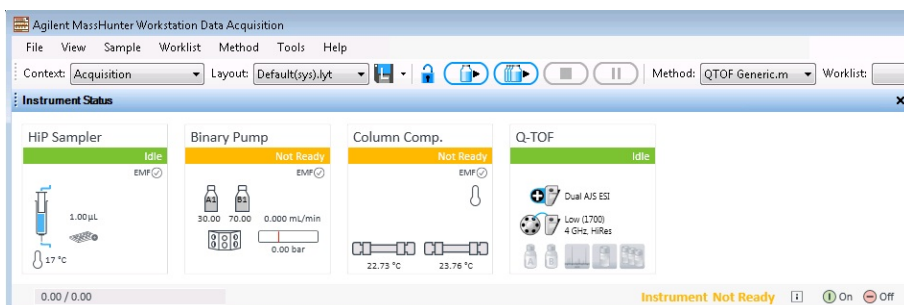 Agilent MassHunter Workstation Data Acquisition
File View Sample Worklist Method Tools Help
Context: Acquisition Layout: Default(sys).lyt Method: QTOF Generic.m Worklist:
Instrument Status
HiP Sampler Binary Pump Column Comp. Q-TOF
Idle Not Ready Not Ready Idle
EMF EMF EMF
A1 B1 Dual AJS ESI
1.00 µL 30.00 70.00 0.000 mL/min Low (1700)
4 GHz, HiRes
0.00 bar
17 °C 22.73 °C 23.76 °C A B
0.00 / 0.00 Instrument Not Ready i On Off